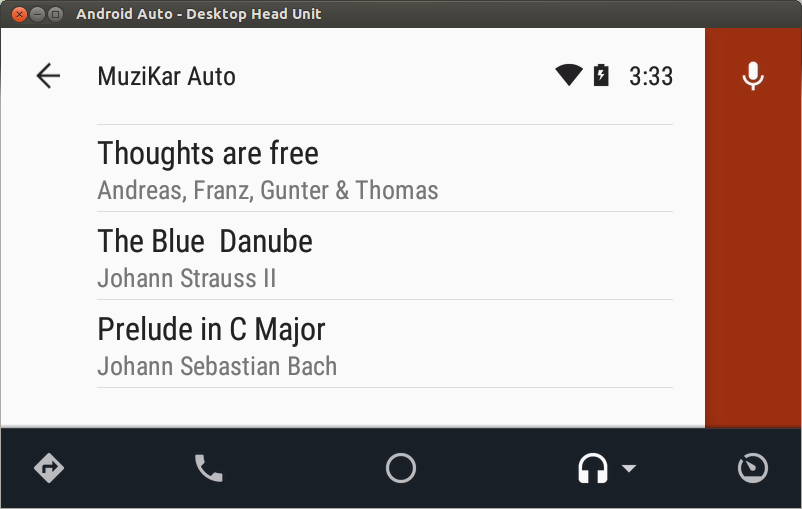 Android Auto - Desktop Head Unit
MuziKar Auto 3:33
Thoughts are free
Andreas, Franz, Gunter & Thomas
The Blue  Danube
Johann Strauss II
Prelude in C Major
Johann Sebastian Bach